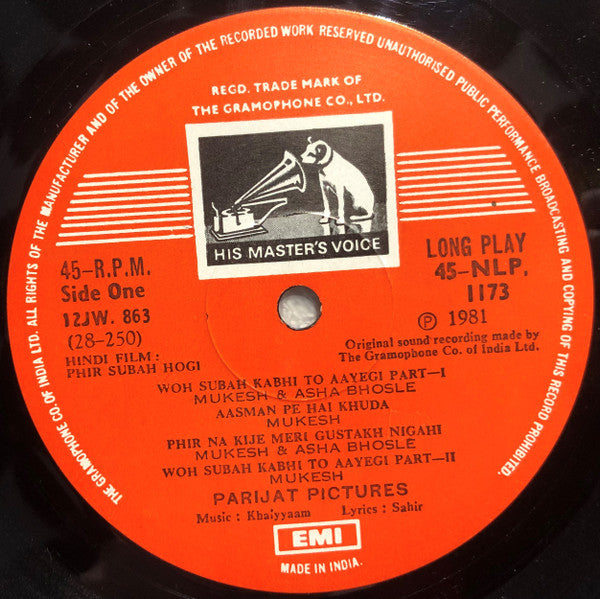 ALL RIGHTS OF THE MANUFACTURER AND OF THE OWNER OF THE RECORDED WORK RESERVED UNAUTHORISED PUBLIC PERFORMANCE BROADCASTING AND COPYING OF THIS RECORD PROHIBITED.
THE GRAMOPHONE CO. OF INDIA LTD.
REGD. TRADE MARK OF
THE GRAMOPHONE CO., LTD.
HIS MASTER'S VOICE
45-R.P.M.
Side One
12JW. 863
(28-250)
HINDI FILM :
PHIR SUBAH HOGI
LONG PLAY
45-NLP.
1173
Ⓟ 1981
Original sound recording made by
The Gramophone Co. of India Ltd.
WOH SUBAH KABHI TO AAYEGI PART—I
MUKESH & ASHA BHOSLE
AASMAN PE HAI KHUDA
MUKESH
PHIR NA KIJE MERI GUSTAKH NIGAHI
MUKESH & ASHA BHOSLE
WOH SUBAH KABHI TO AAYEGI PART—II
MUKESH
PARIJAT PICTURES
Music : Khaiyyaam Lyrics : Sahir
EMI
MADE IN INDIA.